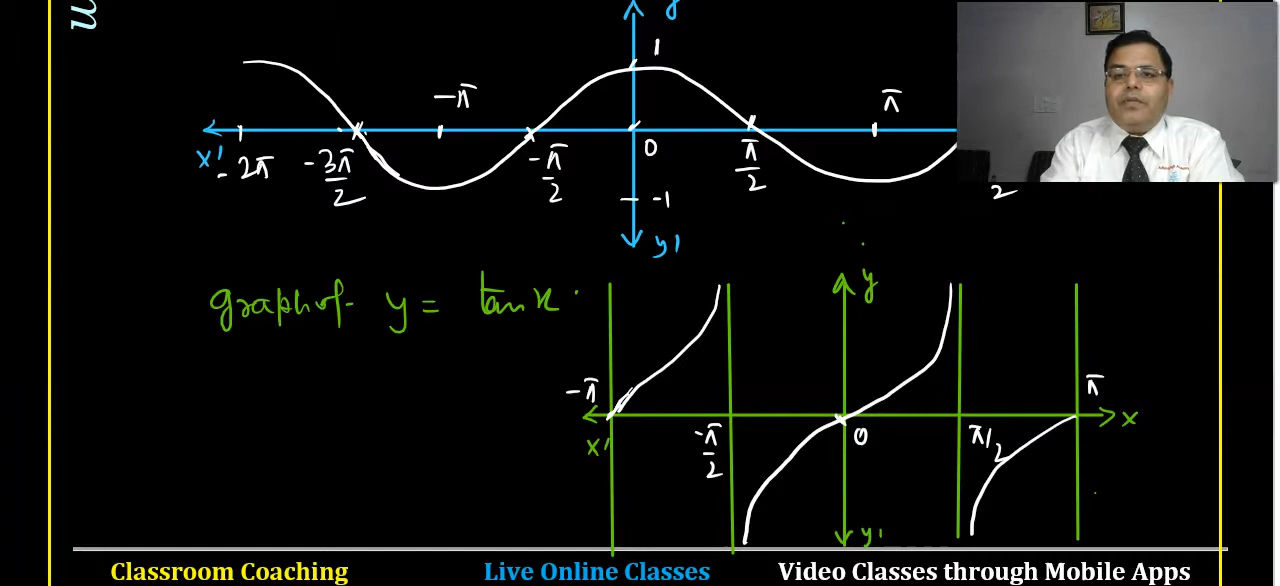 y
1
-π
π
x' -2π -3π/2 -π/2 0 π/2 2
-1
y'
graph of y = tan x
y
-π π
x' -π/2 0 π/2 x
y'
Classroom Coaching Live Online Classes Video Classes through Mobile Apps